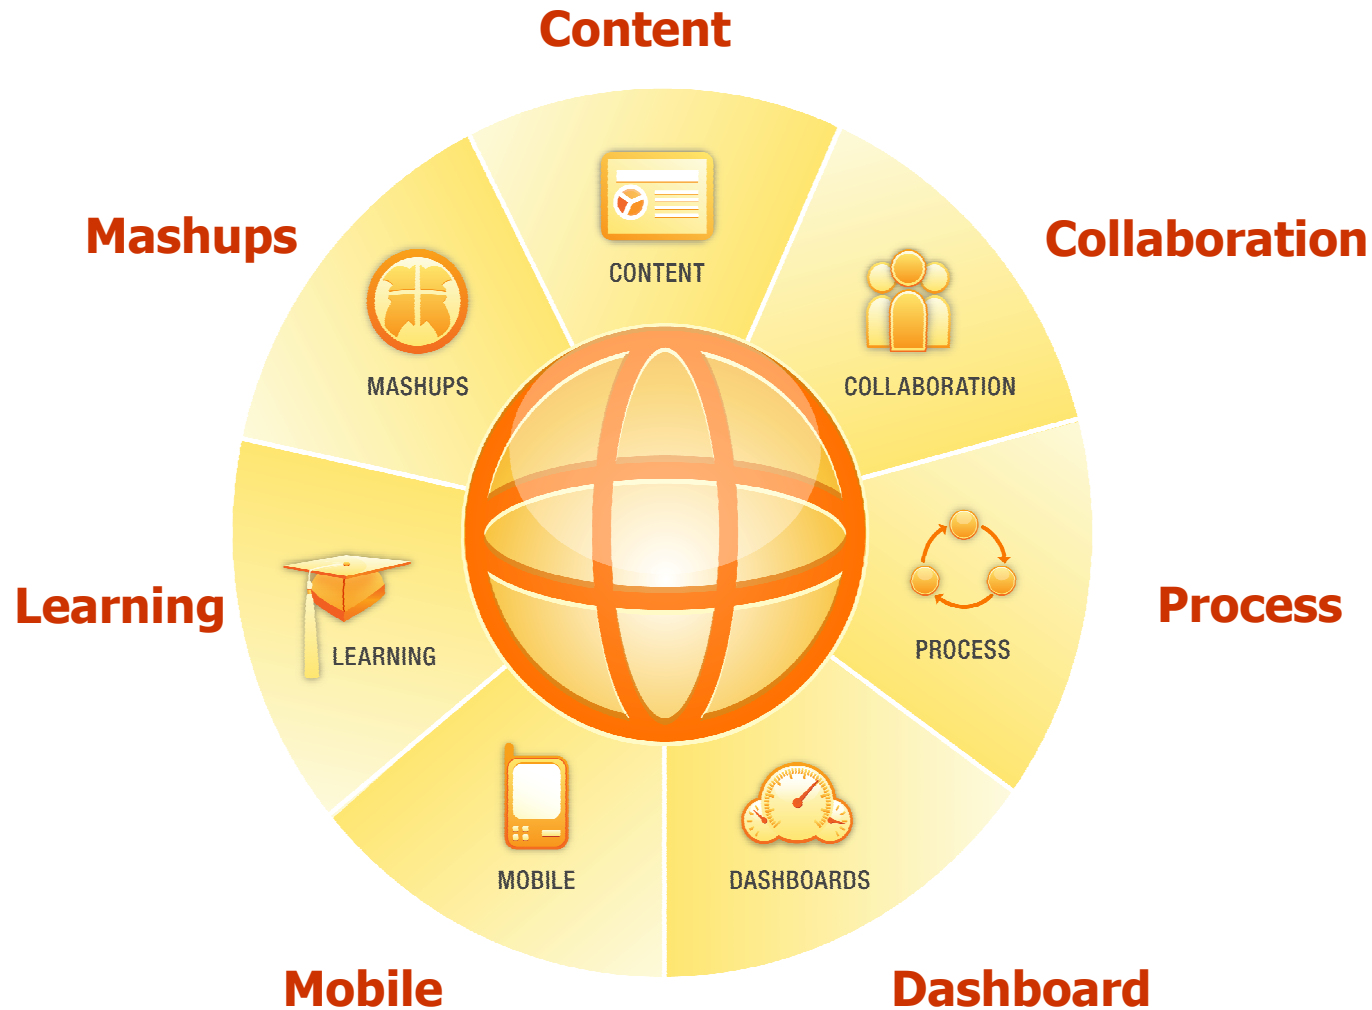 Content
CONTENT
Mashups
MASHUPS
Collaboration
COLLABORATION
Learning
LEARNING
Process
PROCESS
MOBILE
DASHBOARDS
Mobile
Dashboard